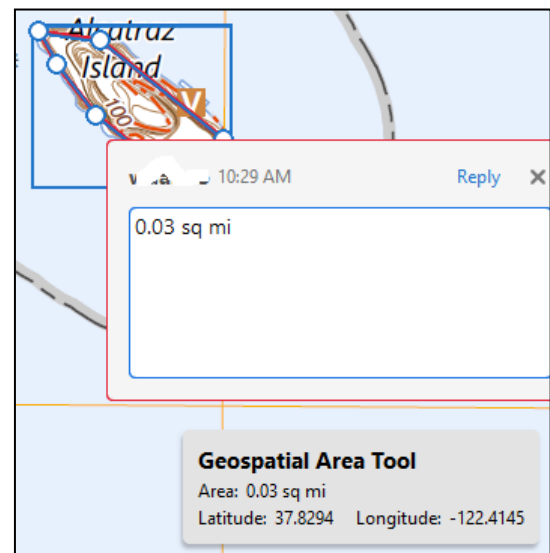 Alcatraz
Island
100
V
10:29 AM Reply X
0.03 sq mi
Geospatial Area Tool
Area: 0.03 sq mi
Latitude: 37.8294 Longitude: -122.4145